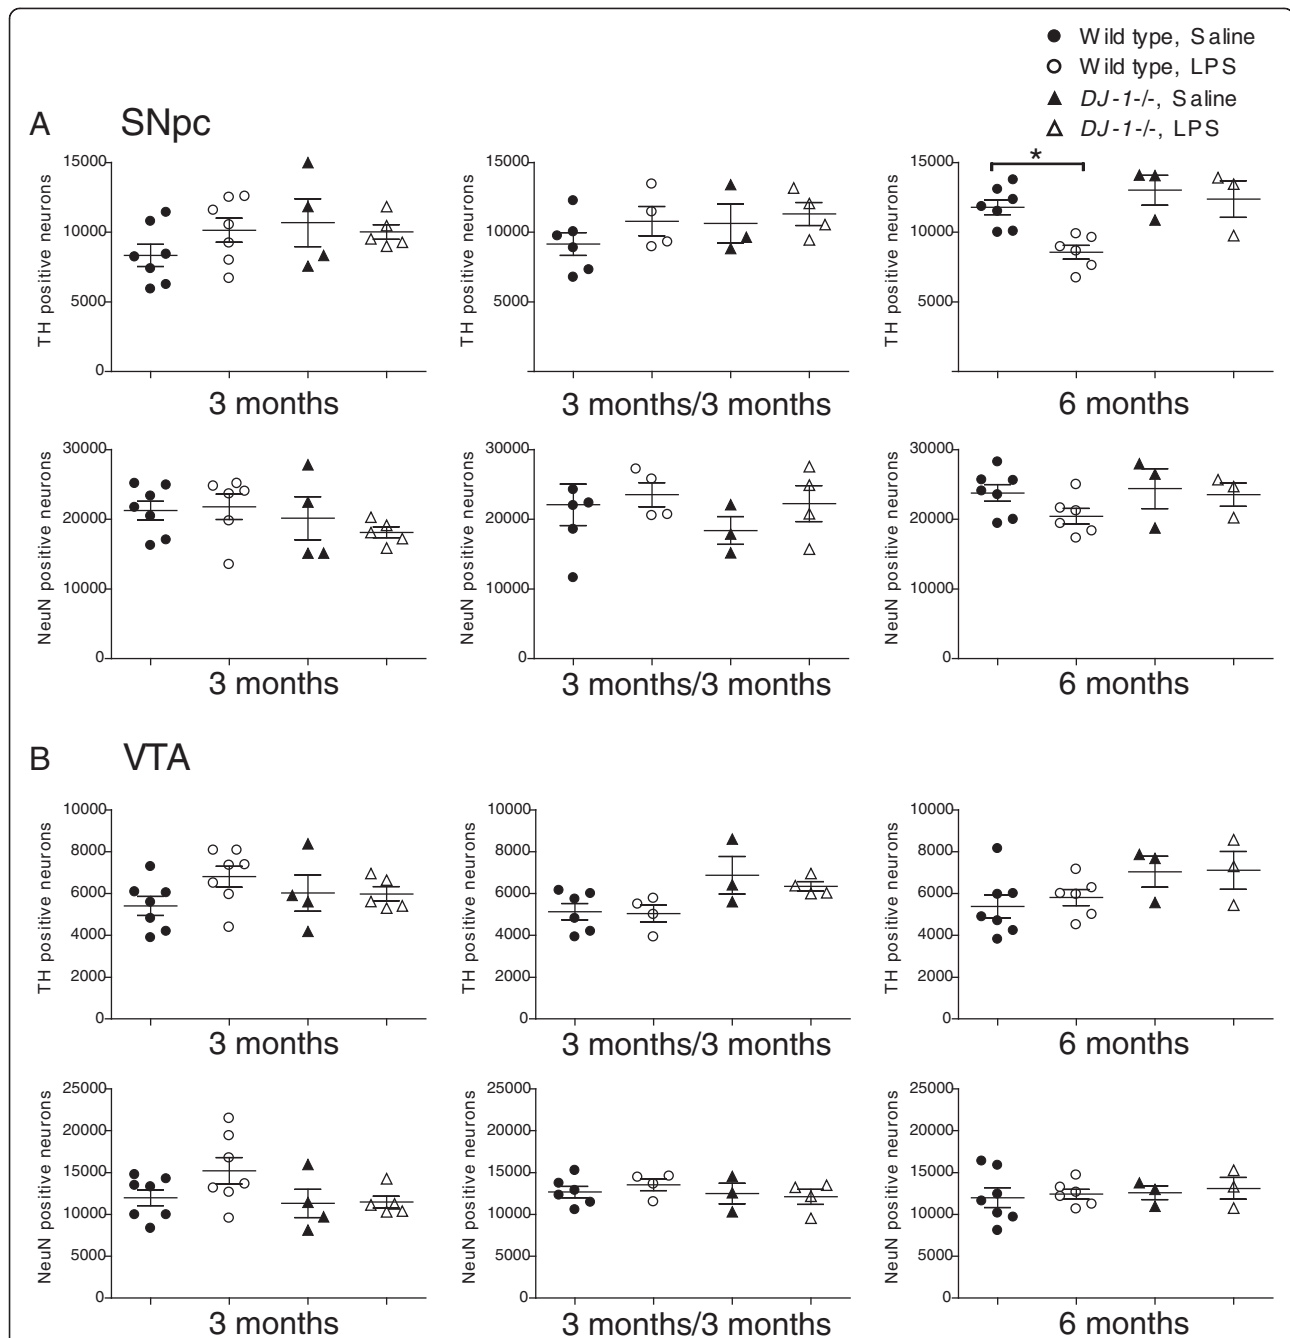 Wild type, Saline
Wild type, LPS
DJ-1-/-, Saline
DJ-1-/-, LPS
A SNpc
TH positive neurons
15000
10000
5000
0
3 months
TH positive neurons
15000
10000
5000
3 months/3 months
TH positive neurons
15000
10000
5000
*
6 months
NeuN positive neurons
30000
20000
10000
0
3 months
NeuN positive neurons
30000
20000
10000
0
3 months/3 months
NeuN positive neurons
30000
20000
10000
0
6 months
B VTA
TH positive neurons
10000
8000
6000
4000
2000
0
3 months
TH positive neurons
10000
8000
6000
4000
2000
0
3 months/3 months
TH positive neurons
10000
8000
6000
4000
2000
0
6 months
NeuN positive neurons
25000
20000
15000
10000
5000
0
3 months
NeuN positive neurons
25000
20000
15000
10000
5000
0
3 months/3 months
NeuN positive neurons
25000
20000
15000
10000
5000
0
6 months